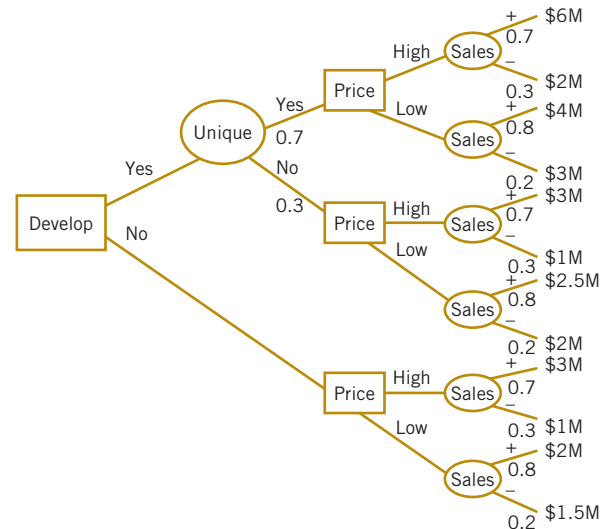 + $6M
0.7
High
Sales
–
0.3 $2M
Price
+ $4M
Yes
Low
0.8
Unique
0.7
Sales
–
0.2 $3M
Yes
No
+ $3M
0.3
High
0.7
Price
Sales
–
Develop
No
Low
0.3 $1M
+ $2.5M
0.8
Sales
–
0.2 $2M
+ $3M
High
0.7
Price
Sales
–
Low
0.3 $1M
+ $2M
0.8
Sales
–
0.2 $1.5M